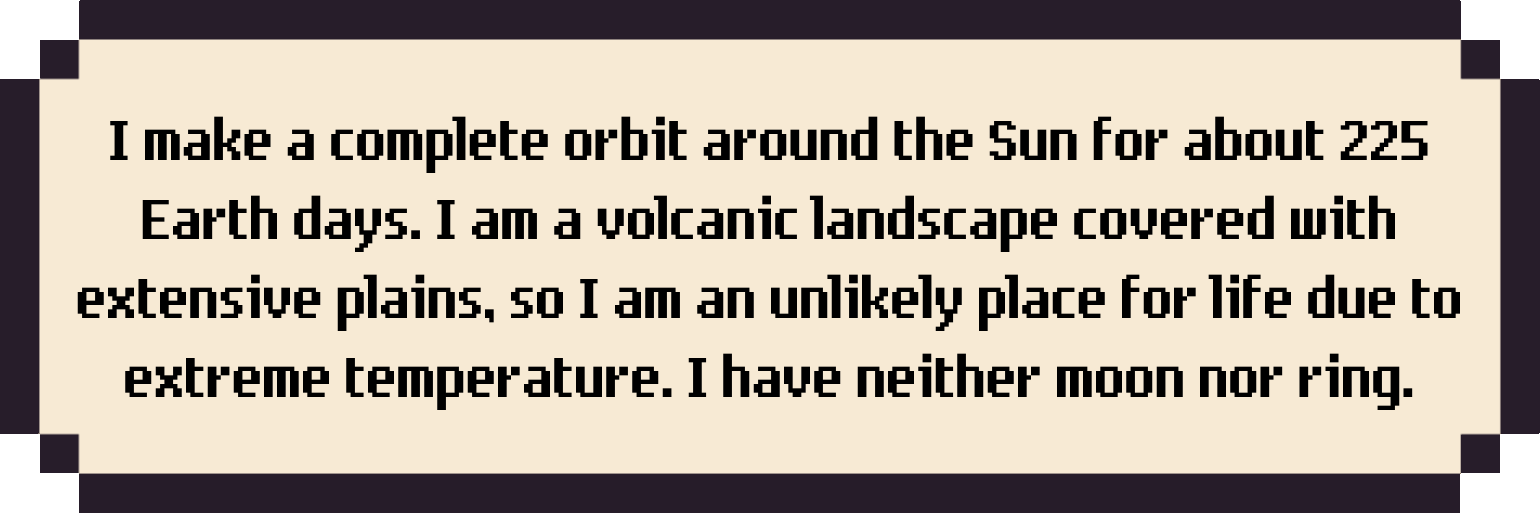 I make a complete orbit around the Sun for about 225
Earth days. I am a volcanic landscape covered with
extensive plains, so I am an unlikely place for life due to
extreme temperature. I have neither moon nor ring.